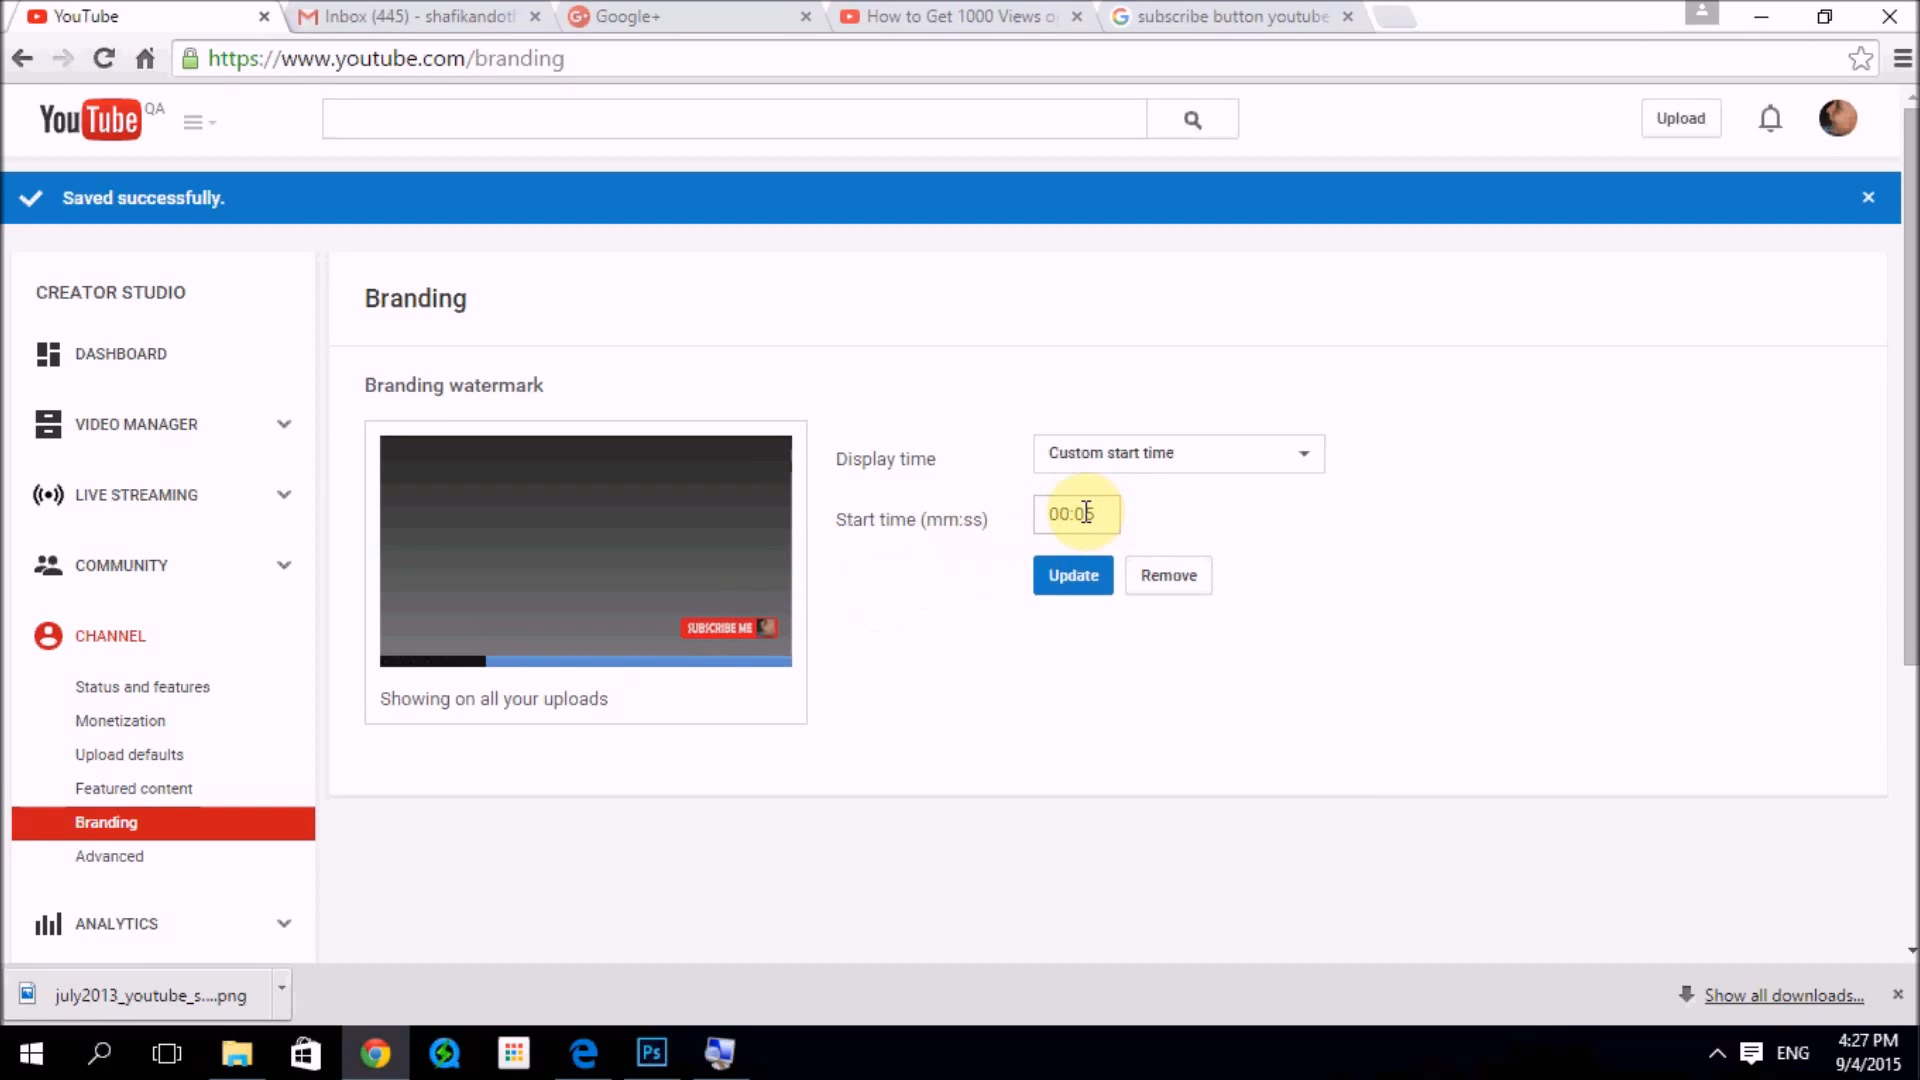 YouTube
Inbox (445) - shafikandoth
Google+
How to Get 1000 Views o
subscribe button youtube
https://www.youtube.com/branding
YouTube QA
Upload
Saved successfully.
CREATOR STUDIO
DASHBOARD
VIDEO MANAGER
LIVE STREAMING
COMMUNITY
CHANNEL
Status and features
Monetization
Upload defaults
Featured content
Branding
Advanced
ANALYTICS
Branding
Branding watermark
SUBSCRIBE ME
Showing on all your uploads
Display time
Custom start time
Start time (mm:ss)
00:05
Update
Remove
july2013_youtube_s....png
Show all downloads...
Ps
ENG
4:27 PM
9/4/2015